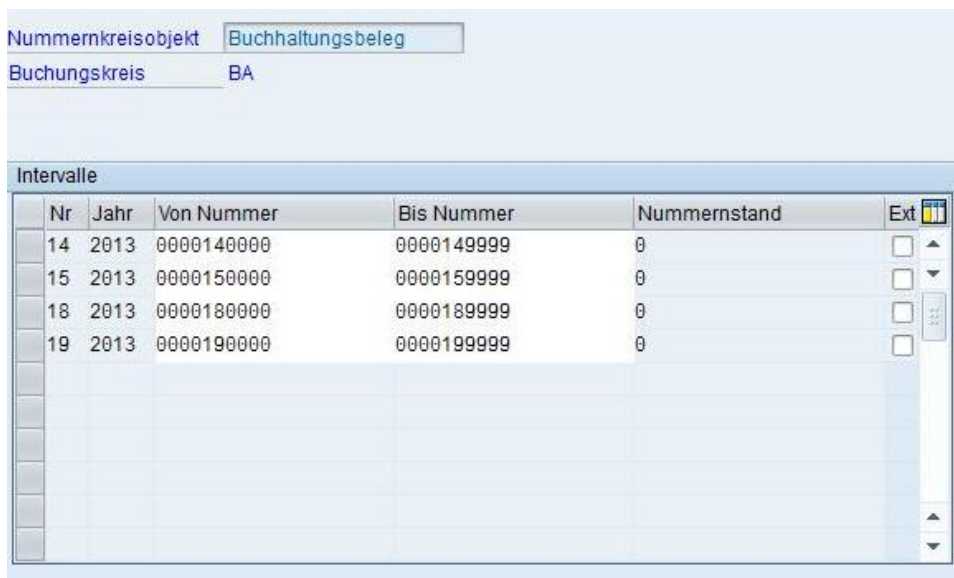 Nummernkreisobjekt Buchhaltungsbeleg
Buchungskreis BA
Intervalle
Nr Jahr Von Nummer Bis Nummer Nummernstand Ext
14 2013 0000140000 0000149999 0
15 2013 0000150000 0000159999 0
18 2013 0000180000 0000189999 0
19 2013 0000190000 0000199999 0